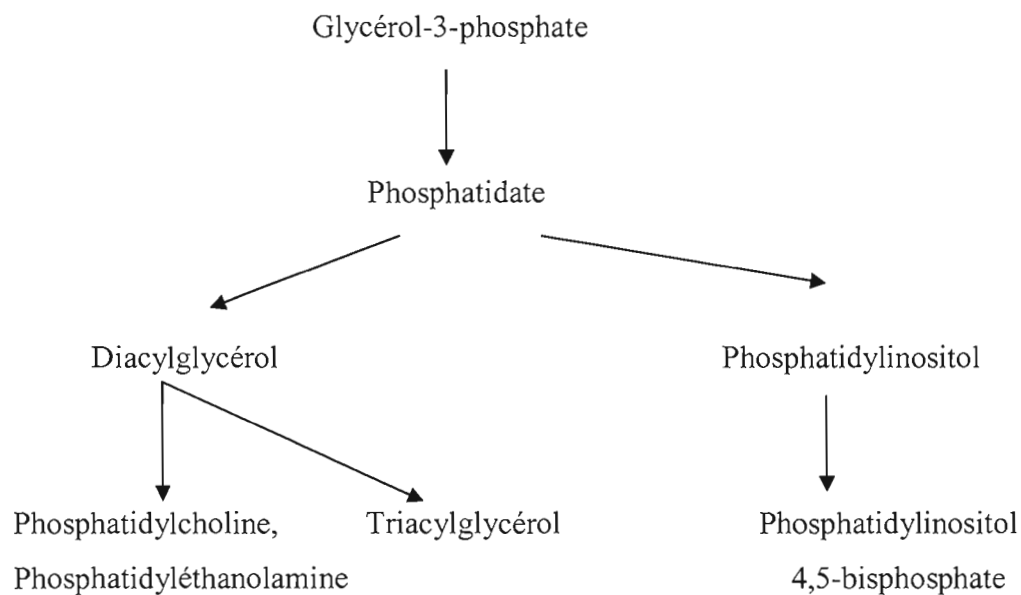 Glycérol-3-phosphate
Phosphatidate
Diacylglycérol
Phosphatidylinositol
Phosphatidylcholine,
Phosphatidyléthanolamine
Triacylglycérol
Phosphatidylinositol
4,5-bisphosphate